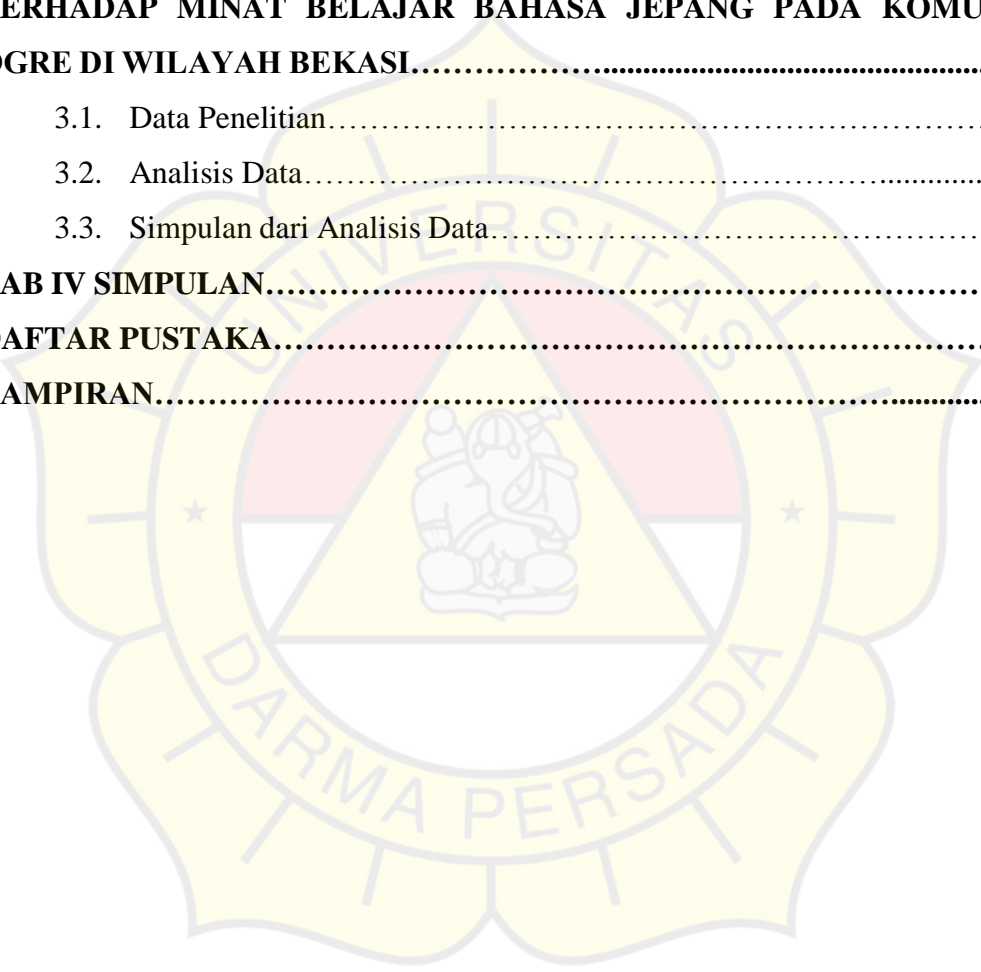 ERHADAP MINAT BELAJAR BAHASA JEPANG PADA KOMU
OGRE DI WILAYAH BEKASI……………….....................................................
3.1. Data Penelitian…………………………………………………………
3.2. Analisis Data…………………………………………………...............
3.3. Simpulan dari Analisis Data…………………………………………
AB IV SIMPULAN……………………………………………………………
AFTAR PUSTAKA……………………………………………………………
AMPIRAN……………………………………………………………...........
UNIVERSITAS
DARMA PERSADA